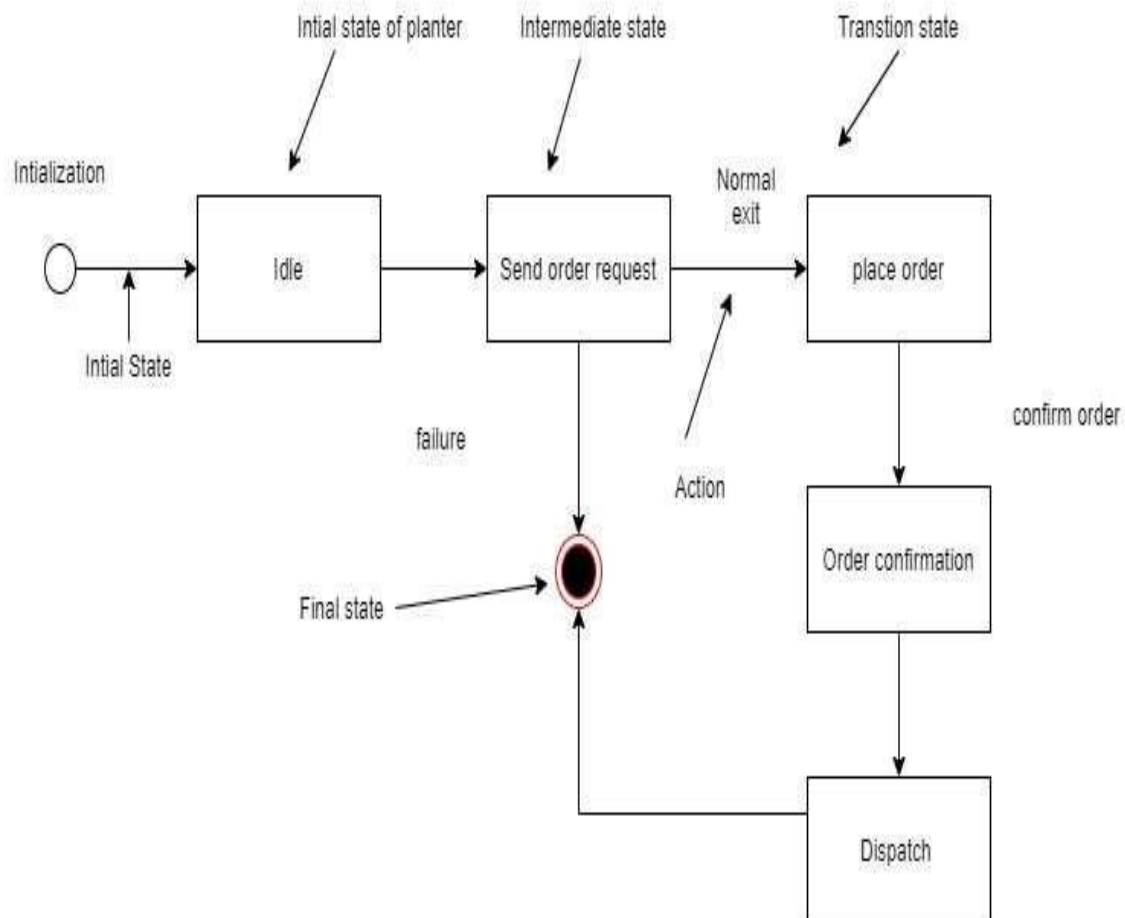 Intial state of planter
Intermediate state
Transtion state
Intialization
Normal
exit
Idle
Send order request
place order
Intial State
confirm order
failure
Action
Order confirmation
Final state
Dispatch